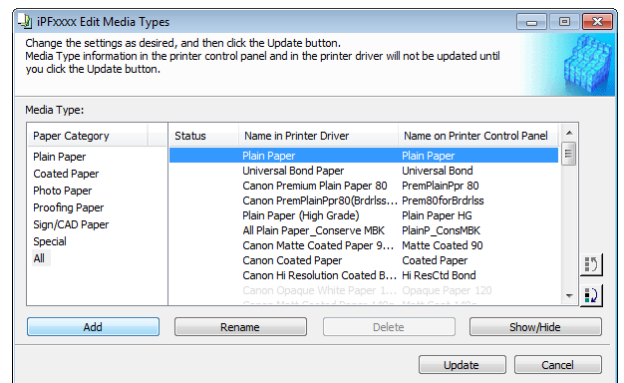 iPFxxxx Edit Media Types
Change the settings as desired, and then click the Update button.
Media Type information in the printer control panel and in the printer driver will not be updated until
you click the Update button.
Media Type:
Paper Category Status Name in Printer Driver Name on Printer Control Panel
Plain Paper
Coated Paper
Photo Paper
Proofing Paper
Sign/CAD Paper
Special
All
Plain Paper Plain Paper
Universal Bond Paper Universal Bond
Canon Premium Plain Paper 80 PremPlainPpr 80
Canon PremPlainPpr80(Brdrlss... Prem80forBrdrlss
Plain Paper (High Grade) Plain Paper HG
All Plain Paper_Conserve MBK PlainP_ConsMBK
Canon Matte Coated Paper 9... Matte Coated 90
Canon Coated Paper Coated Paper
Canon Hi Resolution Coated B... Hi ResCtd Bond
Canon Opaque White Paper 1... Opaque Paper 120
Add Rename Delete Show/Hide
Update Cancel